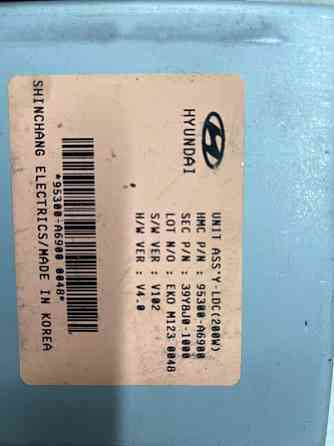 HYUNDAI
UNIT ASS'Y-LDC(200W)
HMC P/N : 95300-A6900
SEC P/N : 39Y8J0-1000
LOT N/O : EKO M123 0048
S/W VER : V102
H/W VER : V4.0
*95300-A6900 0048*
SHINCHANG ELECTRICS/MADE IN KOREA